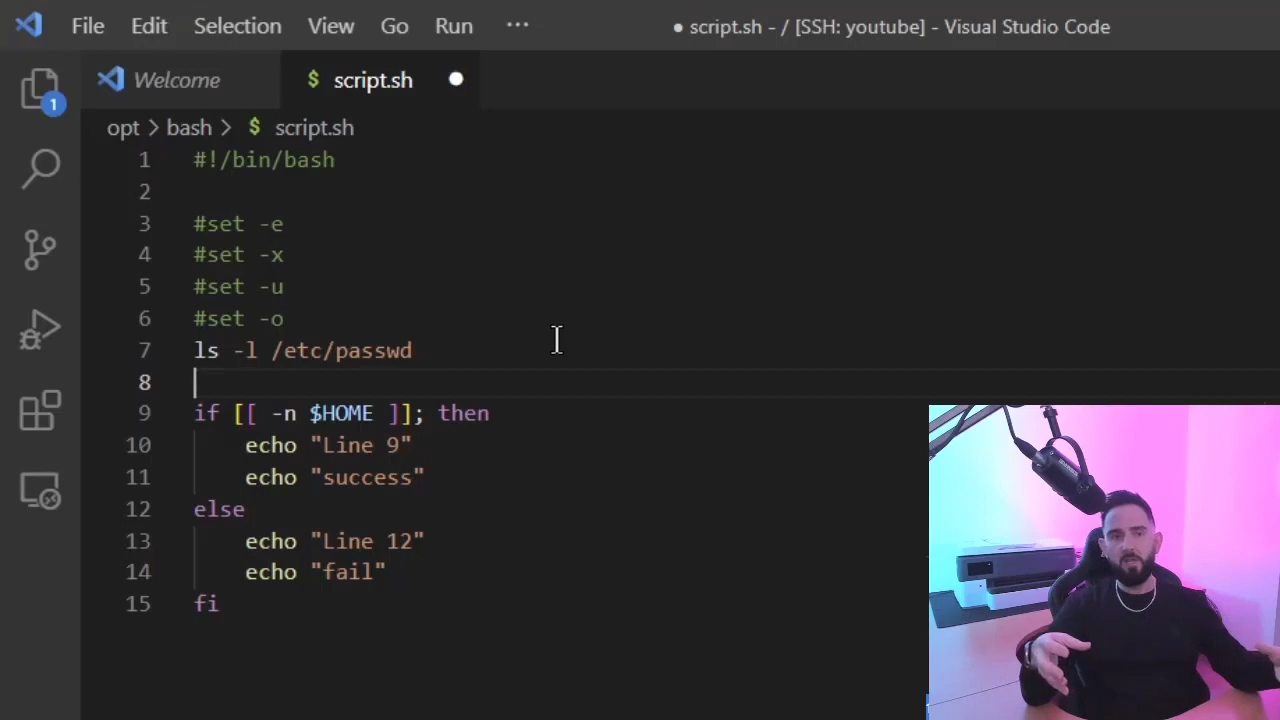 File Edit Selection View Go Run ··· ● script.sh - / [SSH: youtube] - Visual Studio Code
Welcome $ script.sh ●
1
opt > bash > $ script.sh
1 #!/bin/bash
2
3 #set -e
4 #set -x
5 #set -u
6 #set -o
7 ls -l /etc/passwd
8
9 if [[ -n $HOME ]]; then
10 echo "Line 9"
11 echo "success"
12 else
13 echo "Line 12"
14 echo "fail"
15 fi